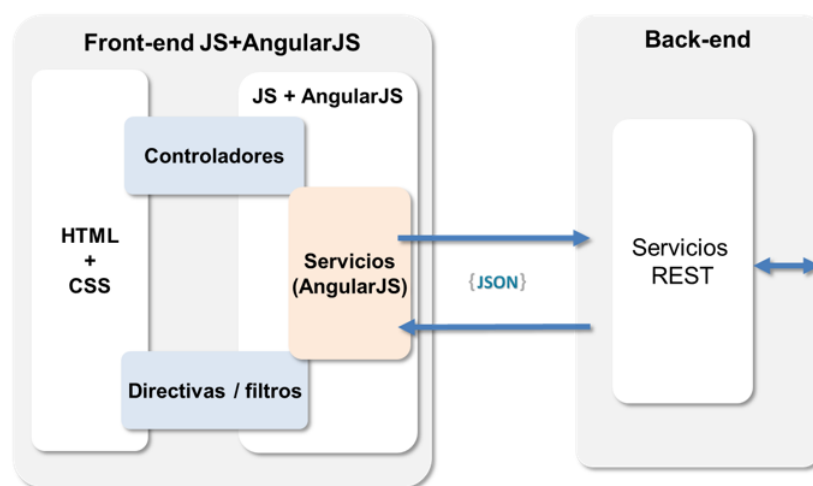 Front-end JS+AngularJS
Back-end
JS + AngularJS
Controladores
HTML
+
CSS
Servicios
(AngularJS)
{JSON}
Servicios
REST
Directivas / filtros